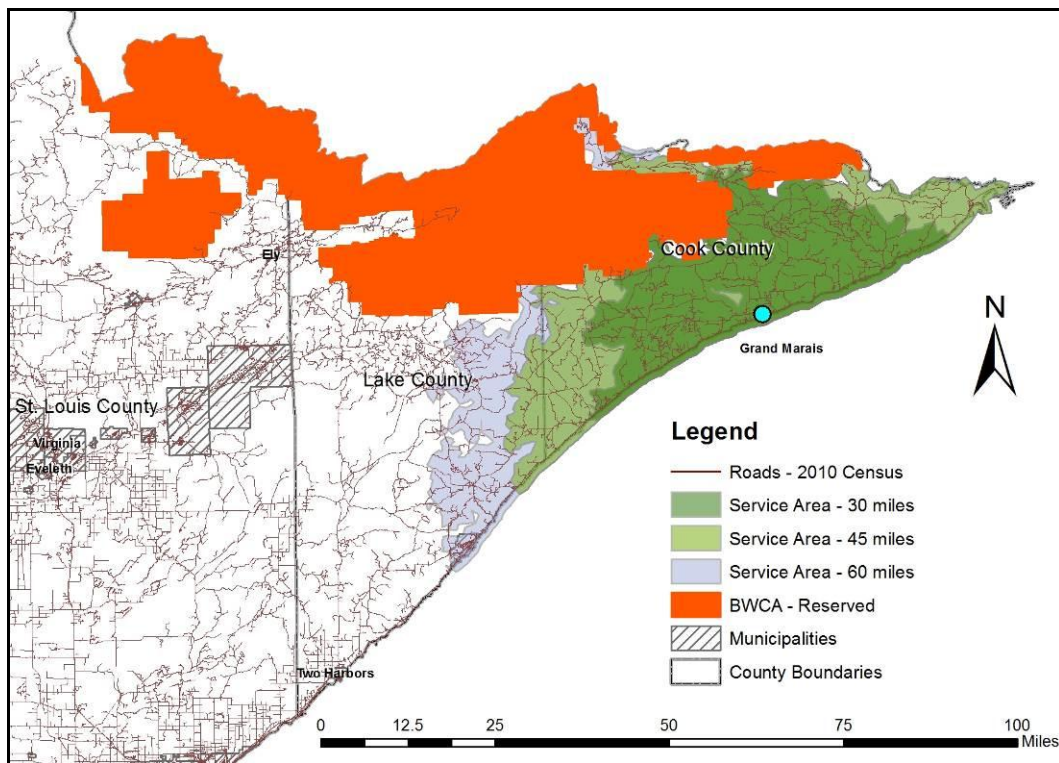 Ely
Cook County
N
Grand Marais
Lake County
St. Louis County
Virginia
Eveleth
Two Harbors
Legend
Roads - 2010 Census
Service Area - 30 miles
Service Area - 45 miles
Service Area - 60 miles
BWCA - Reserved
Municipalities
County Boundaries
0 12.5 25 50 75 100
Miles